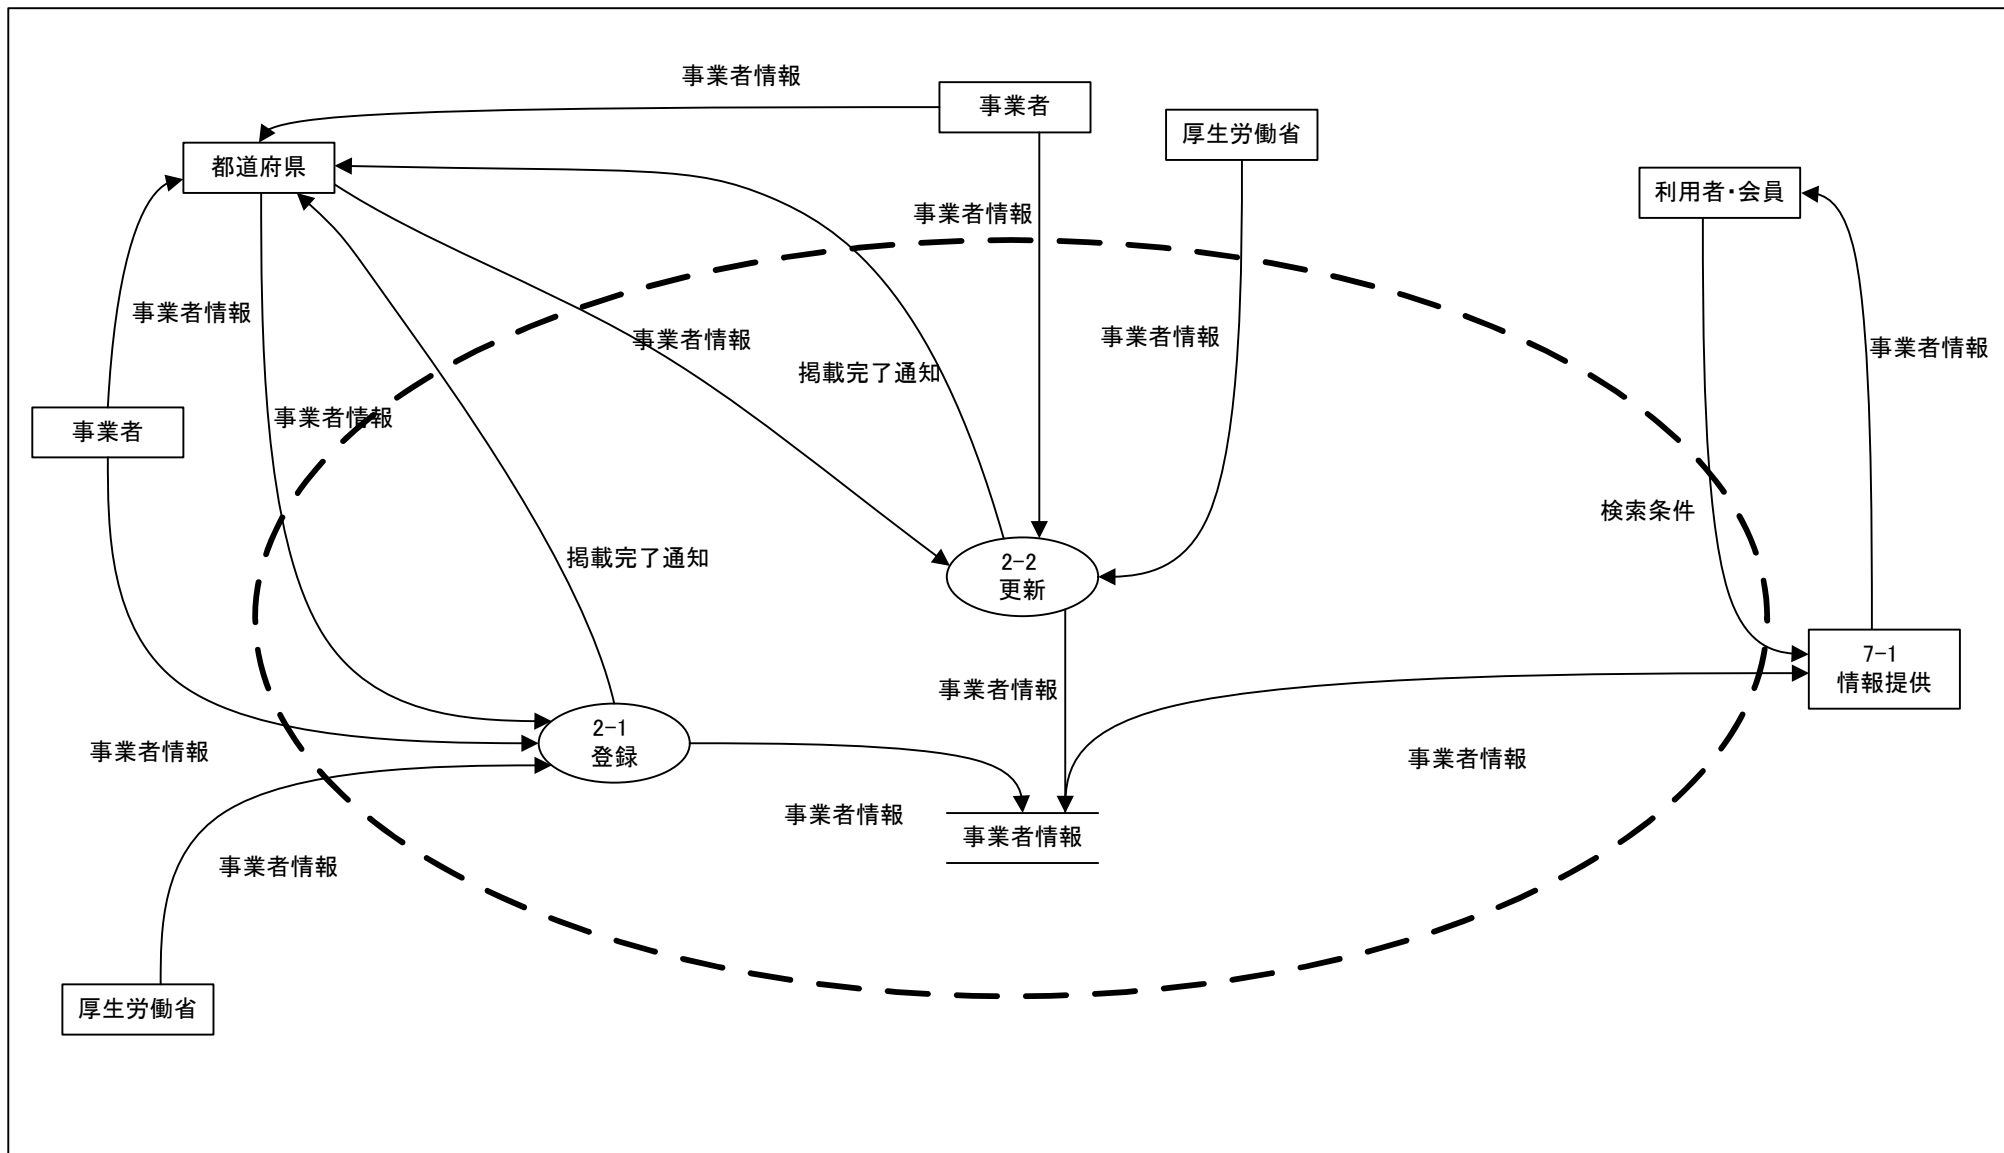 事業者情報
事業者
厚生労働省
都道府県
利用者・会員
事業者情報
事業者情報
事業者情報
事業者情報
事業者情報
掲載完了通知
事業者情報
事業者
検索条件
掲載完了通知
2-2
更新
7-1
情報提供
事業者情報
2-1
登録
事業者情報
事業者情報
事業者情報
事業者情報
事業者情報
厚生労働省